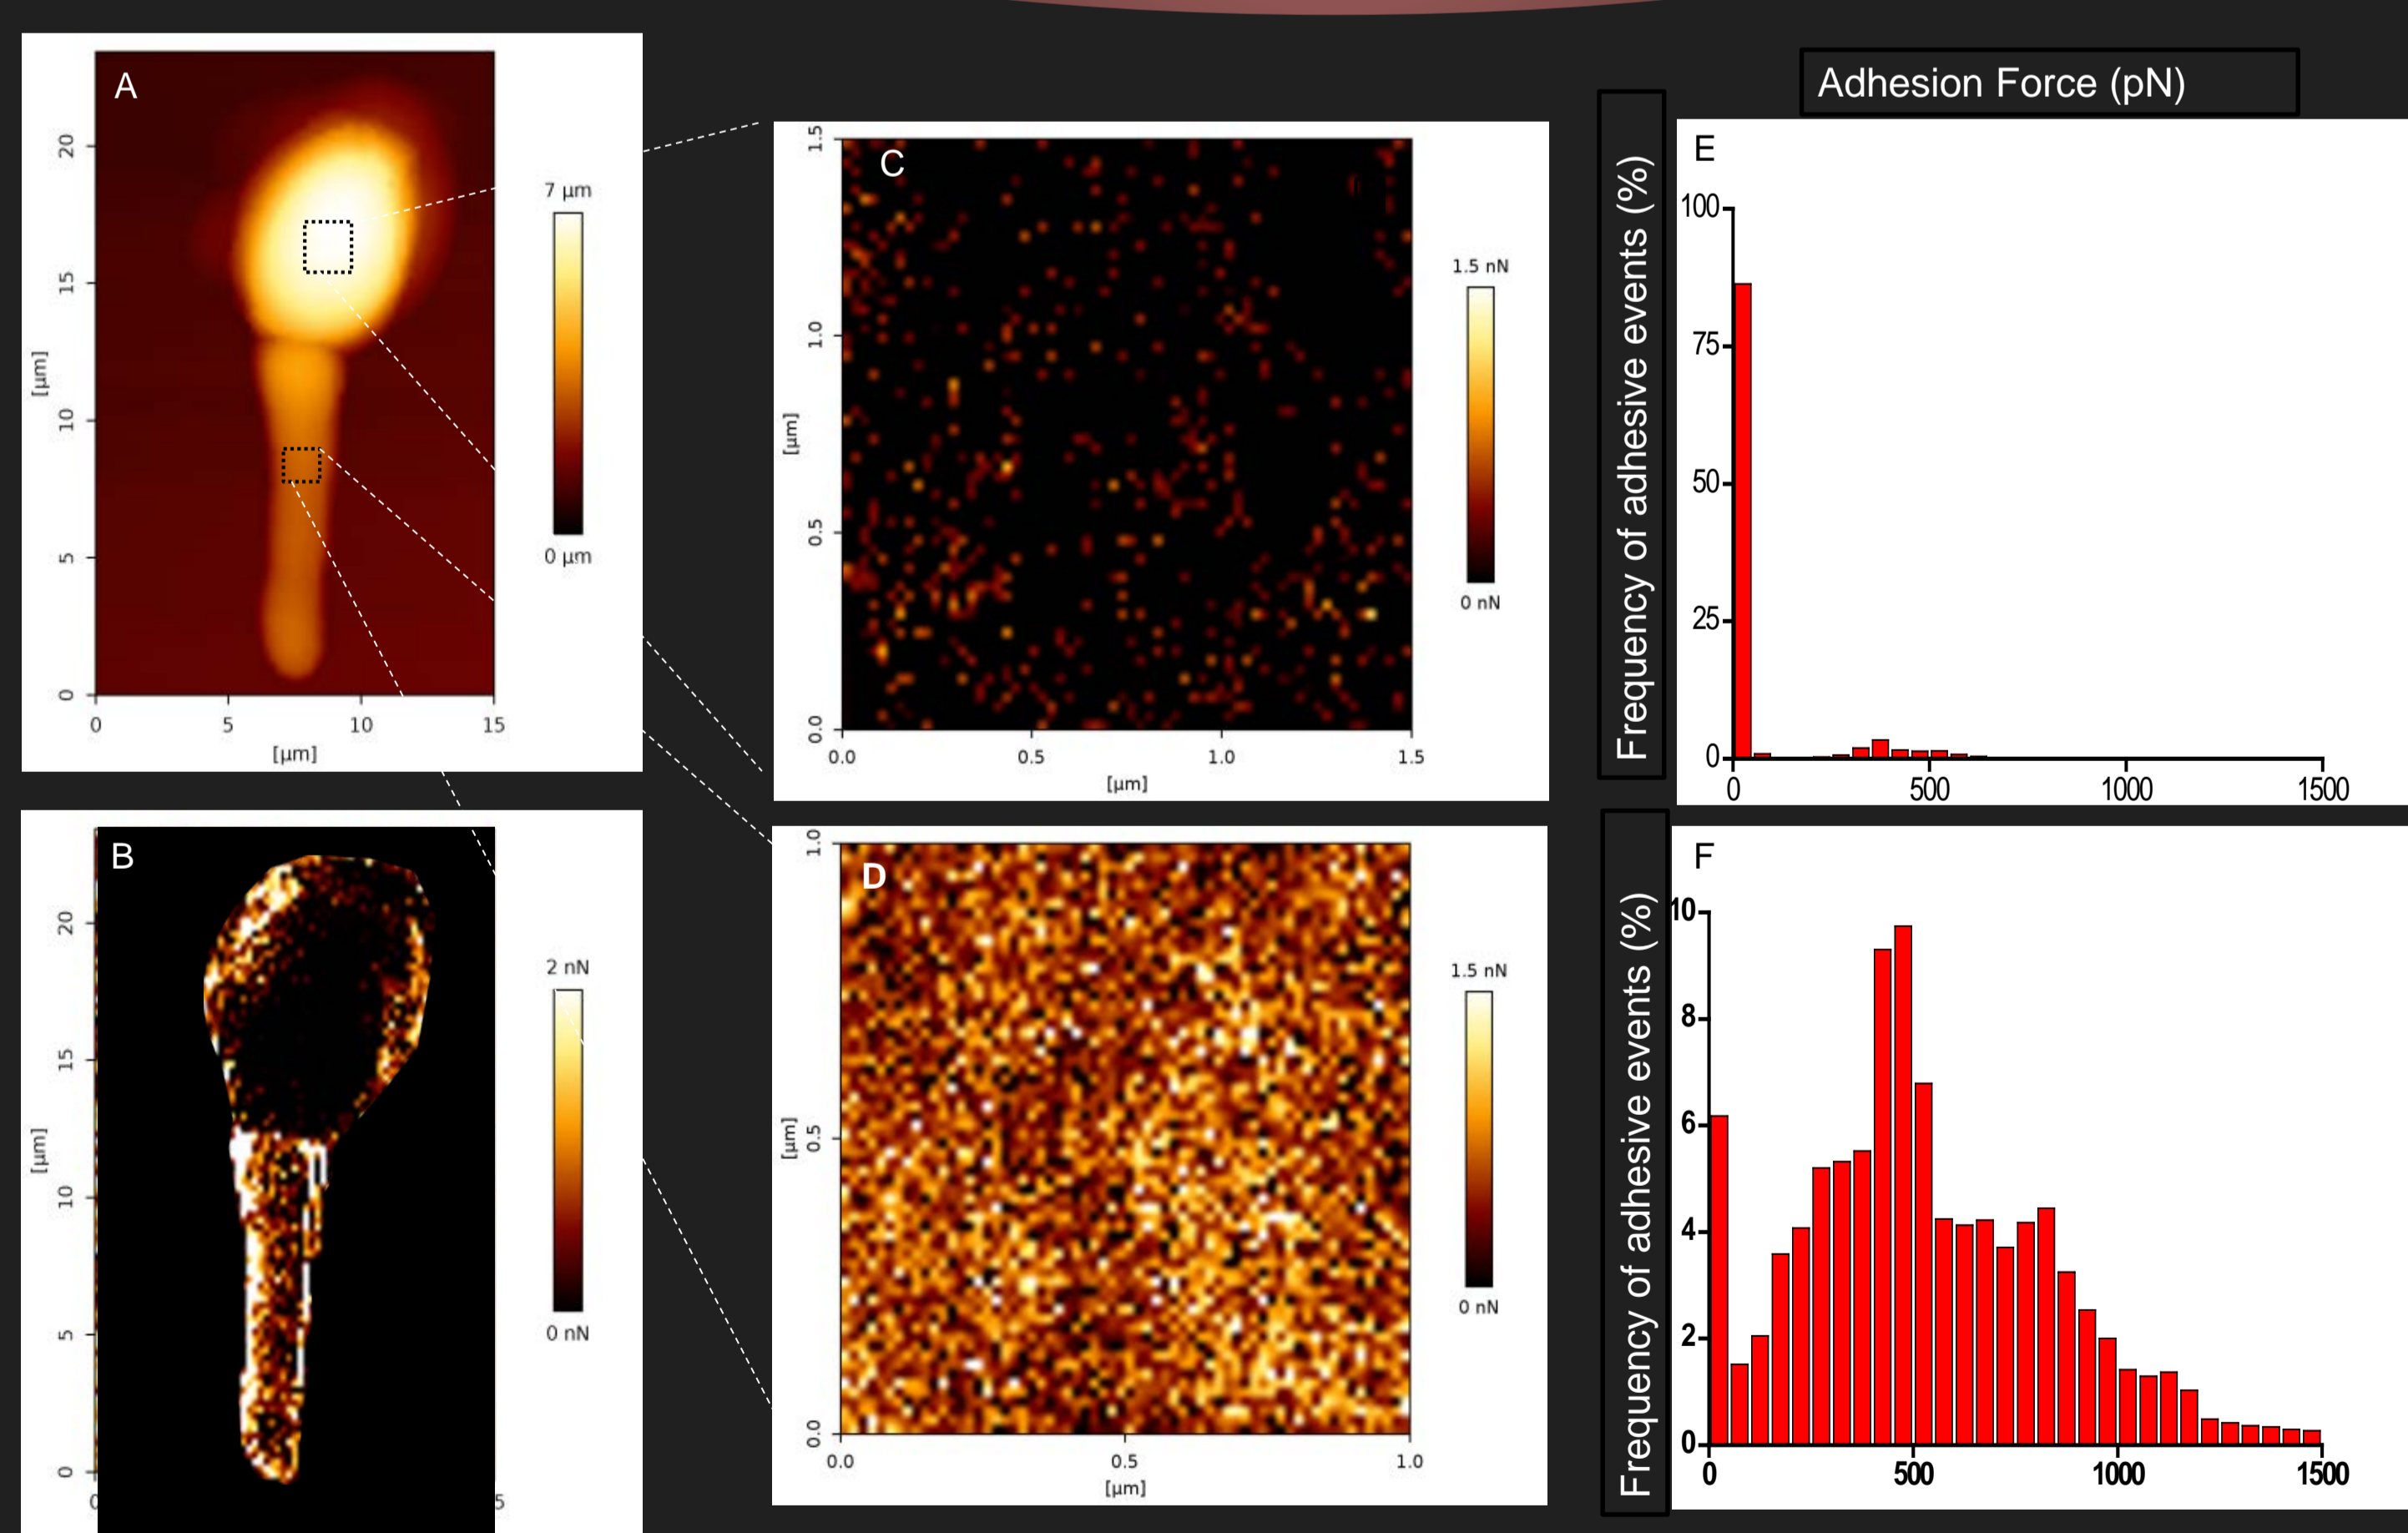 A
20
15
10
5
0
[µm]
0 5 10 15
[µm]
7 µm
0 µm
B
20
15
10
5
0
[µm]
5
2 nN
0 nN
C
1.5
1.0
0.5
0.0
[µm]
0.0 0.5 1.0 1.5
[µm]
1.5 nN
0 nN
D
1.0
0.5
0.0
[µm]
0.0 0.5 1.0
[µm]
1.5 nN
0 nN
Adhesion Force (pN)
Frequency of adhesive events (%)
E
100
75
50
25
0
0 500 1000 1500
Frequency of adhesive events (%)
F
10
8
6
4
2
0
0 500 1000 1500